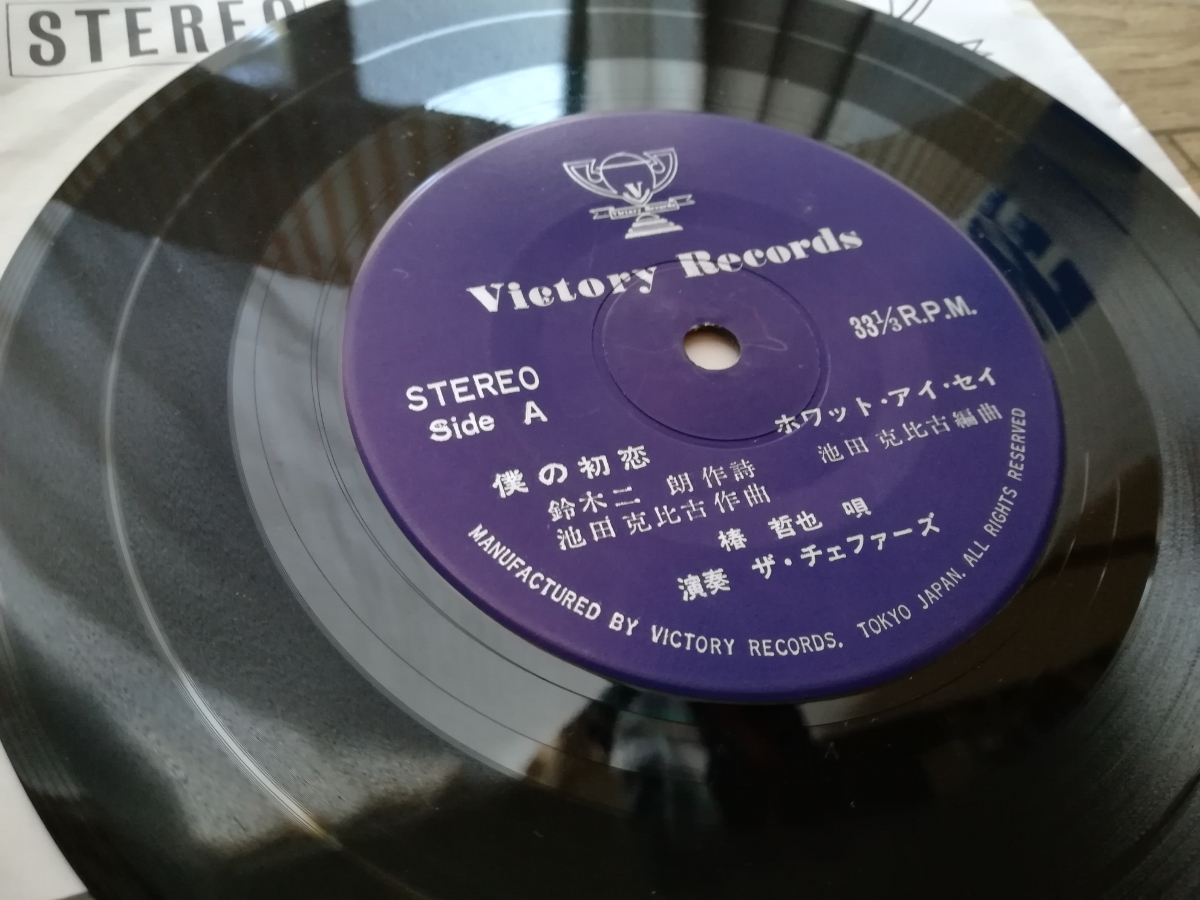 STEREO
V
Victory Records
Victory Records
33⅓ R.P.M.
STEREO
Side A
僕の初恋
鈴木二朗作詩
池田克比古作曲
ホワット・アイ・セイ
池田克比古編曲
椿哲也 唄
演奏 ザ・チェファーズ
MANUFACTURED BY VICTORY RECORDS. TOKYO JAPAN. ALL RIGHTS RESERVED